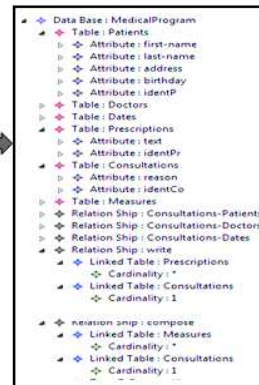 Data Base : MedicalProgram
Table : Patients
Attribute : first-name
Attribute : last-name
Attribute : address
Attribute : birthday
Attribute : identP
Table : Doctors
Table : Dates
Table : Prescriptions
Attribute : text
Attribute : identPr
Table : Consultations
Attribute : reason
Attribute : identCo
Table : Measures
Relation Ship : Consultations-Patients
Relation Ship : Consultations-Doctors
Relation Ship : Consultations-Dates
Relation Ship : write
Linked Table : Prescriptions
Cardinality : *
Linked Table : Consultations
Cardinality : 1
Relation Ship : compose
Linked Table : Measures
Cardinality : *
Linked Table : Consultations
Cardinality : 1